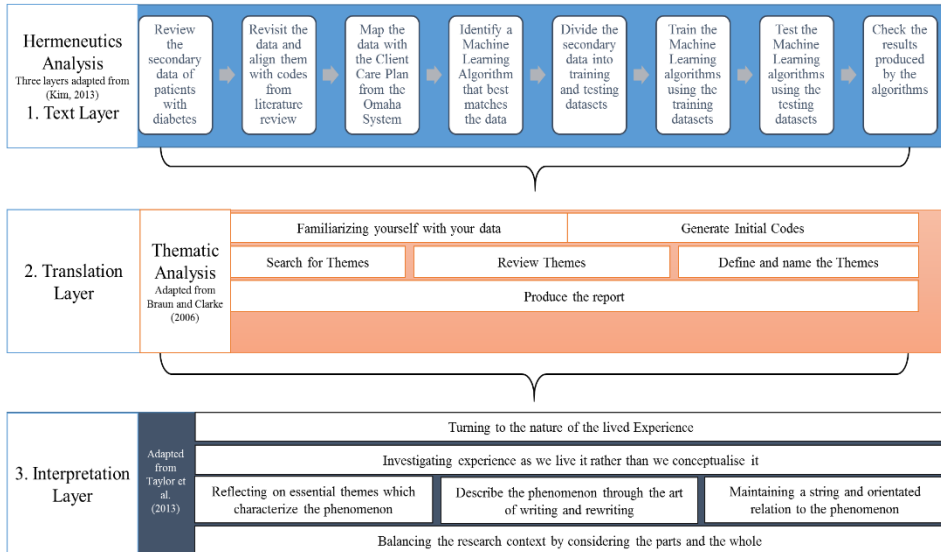 Hermeneutics
Analysis
Three layers adapted from
(Kim, 2013)
1. Text Layer
Review
the
secondary
data of
patients
with
diabetes
Revisit the
data and
align them
with codes
from
literature
review
Map the
data with
the Client
Care Plan
from the
Omaha
System
Identify a
Machine
Learning
Algorithm
that best
matches
the data
Divide the
secondary
data into
training
and testing
datasets
Train the
Machine
Learning
algorithms
using the
training
datasets
Test the
Machine
Learning
algorithms
using the
testing
datasets
Check the
results
produced by
the
algorithms
2. Translation
Layer
Thematic
Analysis
Adapted from
Braun and Clarke
(2006)
Familiarizing yourself with your data
Generate Initial Codes
Search for Themes
Review Themes
Define and name the Themes
Produce the report
3. Interpretation
Layer
Adapted
from
Taylor et
al.
(2013)
Turning to the nature of the lived Experience
Investigating experience as we live it rather than we conceptualise it
Reflecting on essential themes which
characterize the phenomenon
Describe the phenomenon through the art
of writing and rewriting
Maintaining a string and orientated
relation to the phenomenon
Balancing the research context by considering the parts and the whole